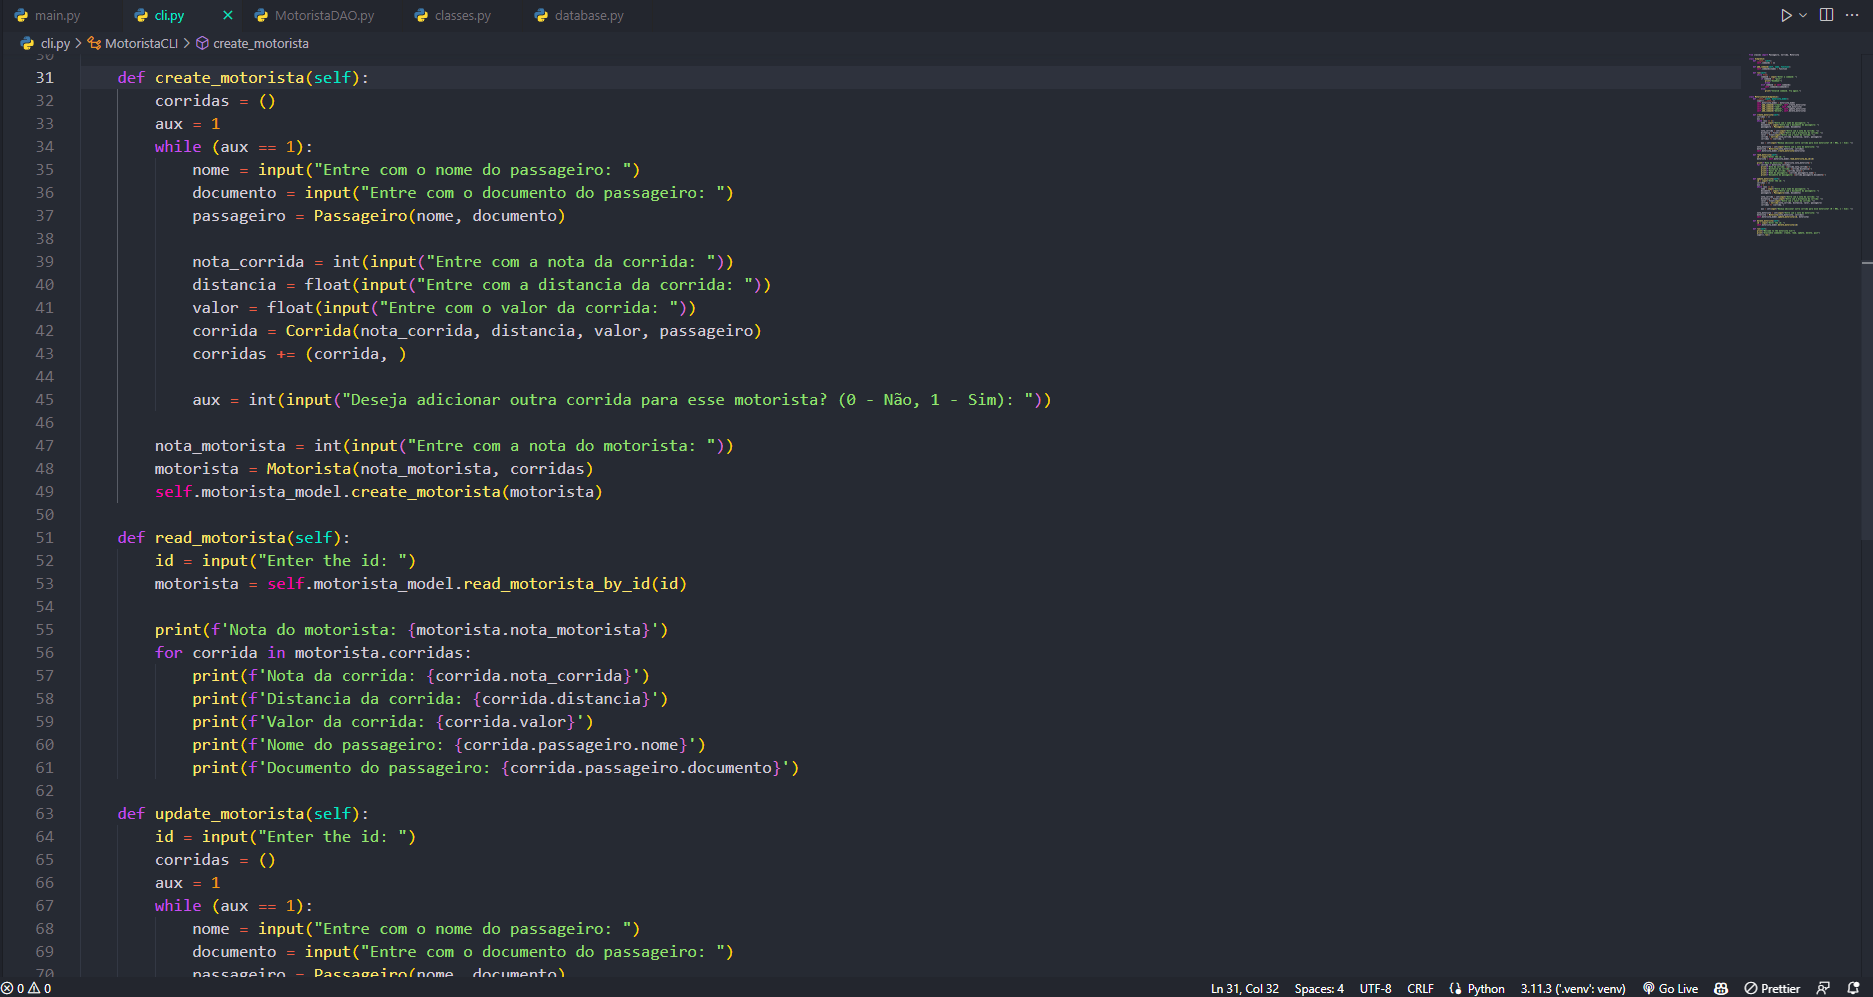 main.py cli.py MotoristaDAO.py classes.py database.py
cli.py > MotoristaCLI > create_motorista
30
31 def create_motorista(self):
32 corridas = ()
33 aux = 1
34 while (aux == 1):
35 nome = input("Entre com o nome do passageiro: ")
36 documento = input("Entre com o documento do passageiro: ")
37 passageiro = Passageiro(nome, documento)
38
39 nota_corrida = int(input("Entre com a nota da corrida: "))
40 distancia = float(input("Entre com a distancia da corrida: "))
41 valor = float(input("Entre com o valor da corrida: "))
42 corrida = Corrida(nota_corrida, distancia, valor, passageiro)
43 corridas += (corrida, )
44
45 aux = int(input("Deseja adicionar outra corrida para esse motorista? (0 - Não, 1 - Sim): "))
46
47 nota_motorista = int(input("Entre com a nota do motorista: "))
48 motorista = Motorista(nota_motorista, corridas)
49 self.motorista_model.create_motorista(motorista)
50
51 def read_motorista(self):
52 id = input("Enter the id: ")
53 motorista = self.motorista_model.read_motorista_by_id(id)
54
55 print(f'Nota do motorista: {motorista.nota_motorista}')
56 for corrida in motorista.corridas:
57 print(f'Nota da corrida: {corrida.nota_corrida}')
58 print(f'Distancia da corrida: {corrida.distancia}')
59 print(f'Valor da corrida: {corrida.valor}')
60 print(f'Nome do passageiro: {corrida.passageiro.nome}')
61 print(f'Documento do passageiro: {corrida.passageiro.documento}')
62
63 def update_motorista(self):
64 id = input("Enter the id: ")
65 corridas = ()
66 aux = 1
67 while (aux == 1):
68 nome = input("Entre com o nome do passageiro: ")
69 documento = input("Entre com o documento do passageiro: ")
70 passageiro = Passageiro(nome, documento)
0 0 Ln 31, Col 32 Spaces: 4 UTF-8 CRLF Python 3.11.3 ('.venv': venv) Go Live Prettier